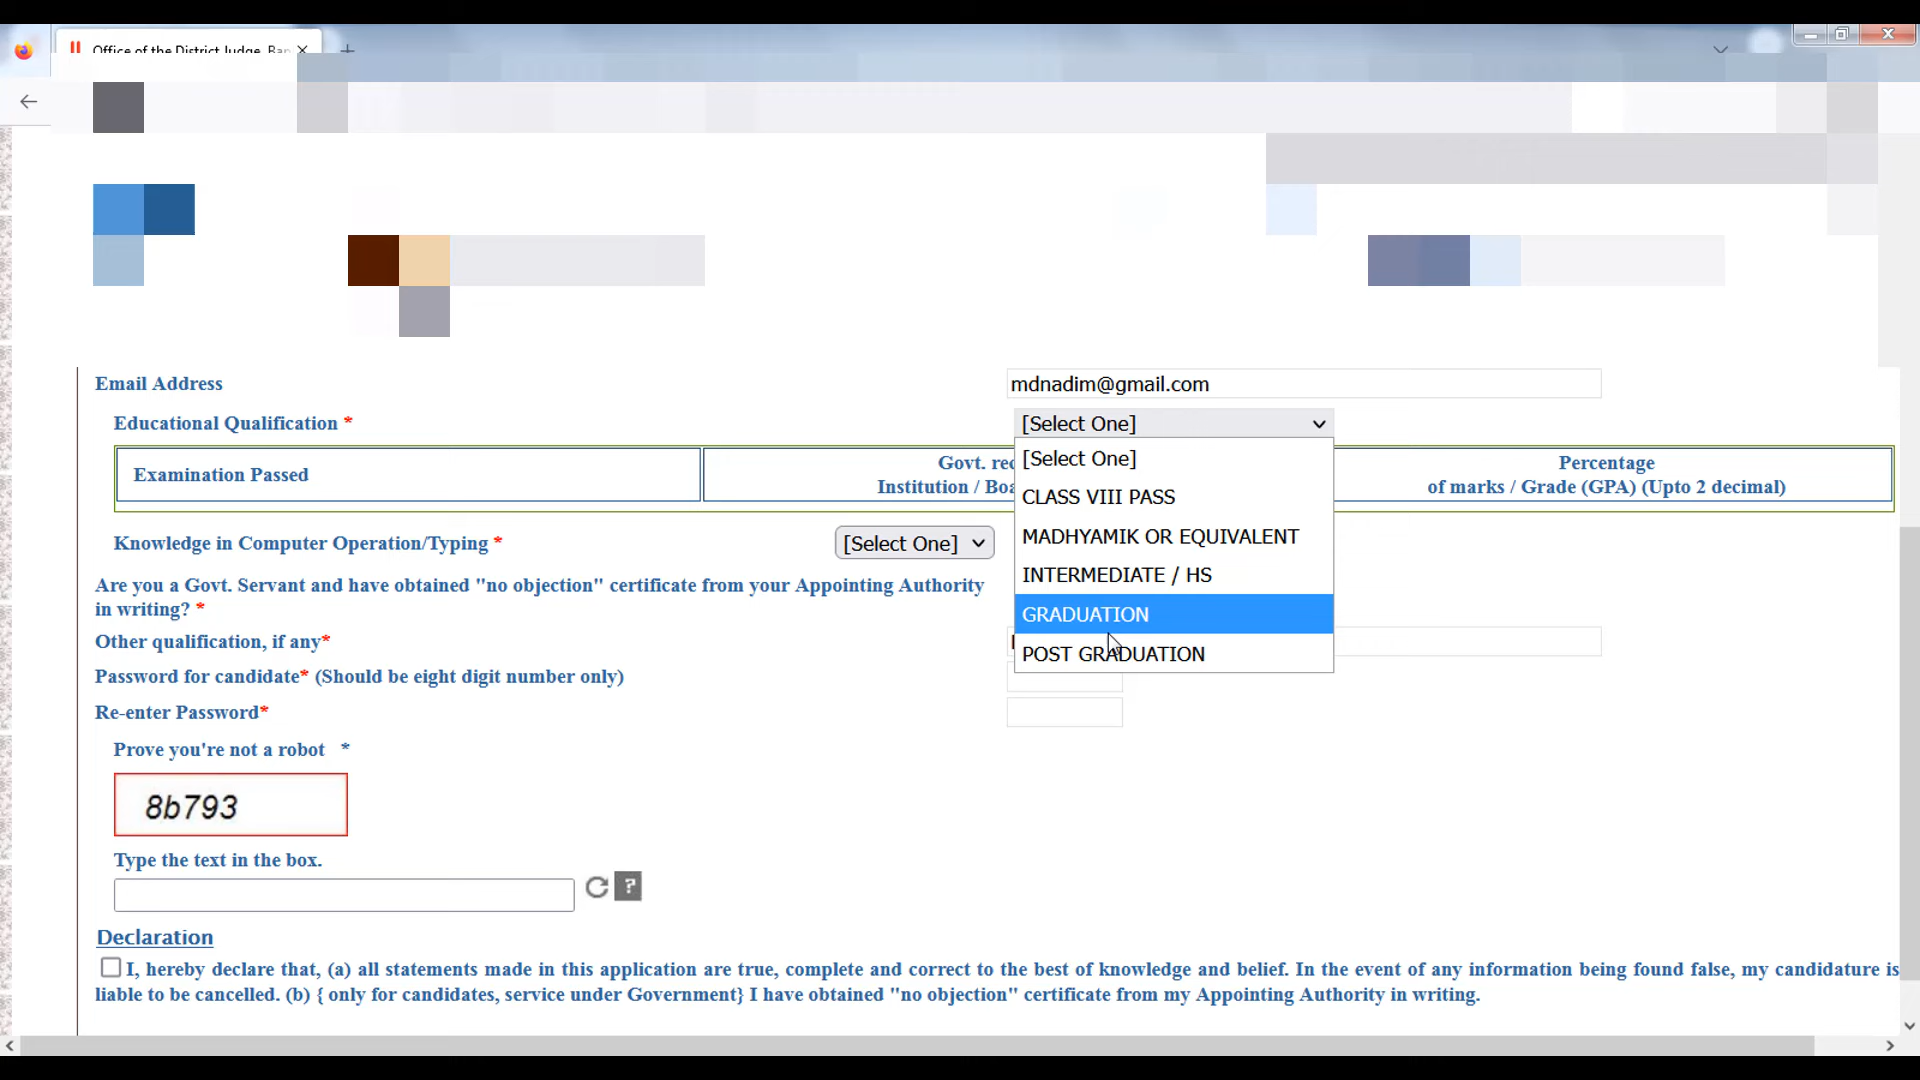 Office of the District Judge, Ban
Email Address
mdnadim@gmail.com
Educational Qualification *
[Select One]
[Select One]
CLASS VIII PASS
MADHYAMIK OR EQUIVALENT
INTERMEDIATE / HS
GRADUATION
POST GRADUATION
Examination Passed
Govt. rec
Institution / Boa
Percentage
of marks / Grade (GPA) (Upto 2 decimal)
Knowledge in Computer Operation/Typing *
[Select One]
Are you a Govt. Servant and have obtained "no objection" certificate from your Appointing Authority
in writing? *
Other qualification, if any*
Password for candidate* (Should be eight digit number only)
Re-enter Password*
Prove you're not a robot *
8b793
Type the text in the box.
?
Declaration
I, hereby declare that, (a) all statements made in this application are true, complete and correct to the best of knowledge and belief. In the event of any information being found false, my candidature is
liable to be cancelled. (b) { only for candidates, service under Government} I have obtained "no objection" certificate from my Appointing Authority in writing.